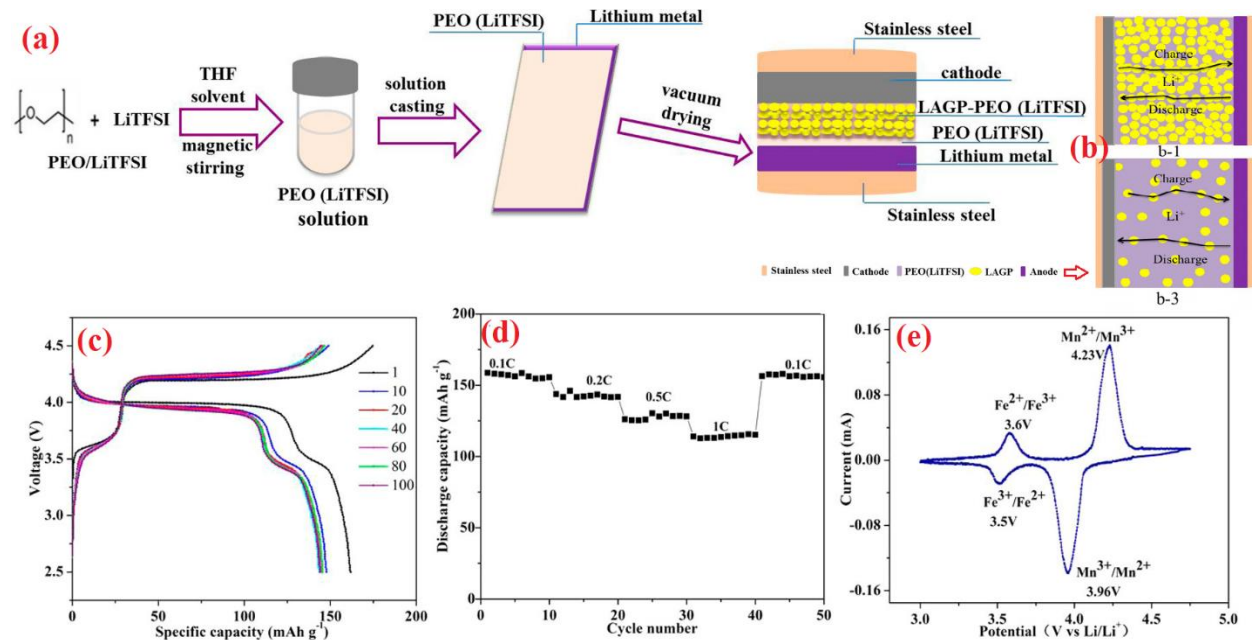 (a)
O
n
PEO/LiTFSI
+ LiTFSI
THF
solvent
magnetic
stirring
PEO (LiTFSI)
solution
solution
casting
PEO (LiTFSI)
Lithium metal
vacuum
drying
Stainless steel
cathode
LAGP-PEO (LiTFSI)
PEO (LiTFSI)
Lithium metal
Stainless steel
(b)
Charge
Li+
Discharge
b-1
Charge
Li+
Discharge
b-3
Stainless steel Cathode PEO(LiTFSI) LAGP Anode
(c)
Voltage (V)
4.5
4.0
3.5
3.0
2.5
0 50 100 150 200
Specific capacity (mAh g-1)
1
10
20
40
60
80
100
(d)
Discharge capacity (mAh g-1)
200
150
100
50
0
0 10 20 30 40 50
Cycle number
0.1C
0.2C
0.5C
1C
0.1C
(e)
Current (mA)
0.16
0.08
0.00
-0.08
-0.16
3.0 3.5 4.0 4.5 5.0
Potential (V vs Li/Li+)
Mn2+/Mn3+
4.23V
Fe2+/Fe3+
3.6V
Fe3+/Fe2+
3.5V
Mn3+/Mn2+
3.96V